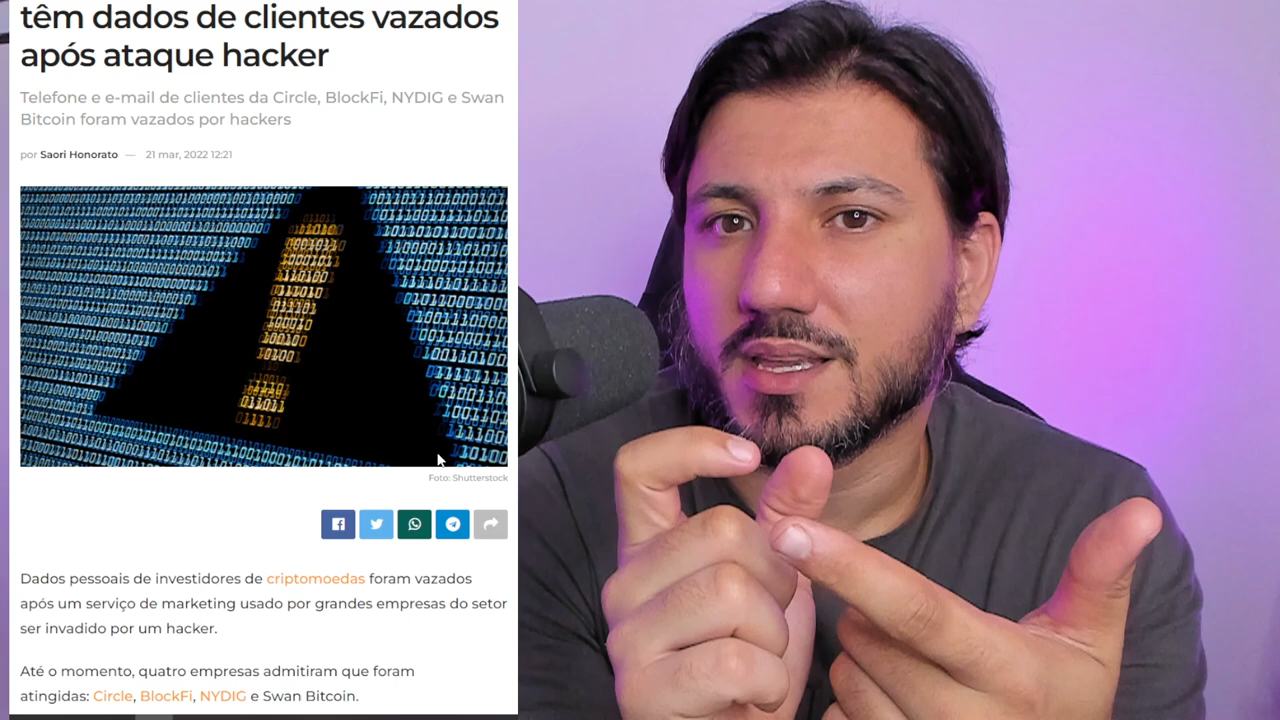 têm dados de clientes vazados
após ataque hacker
Telefone e e-mail de clientes da Circle, BlockFi, NYDIG e Swan
Bitcoin foram vazados por hackers
por Saori Honorato — 21 mar, 2022 12:21
Foto: Shutterstock
Dados pessoais de investidores de criptomoedas foram vazados
após um serviço de marketing usado por grandes empresas do setor
ser invadido por um hacker.
Até o momento, quatro empresas admitiram que foram
atingidas: Circle, BlockFi, NYDIG e Swan Bitcoin.